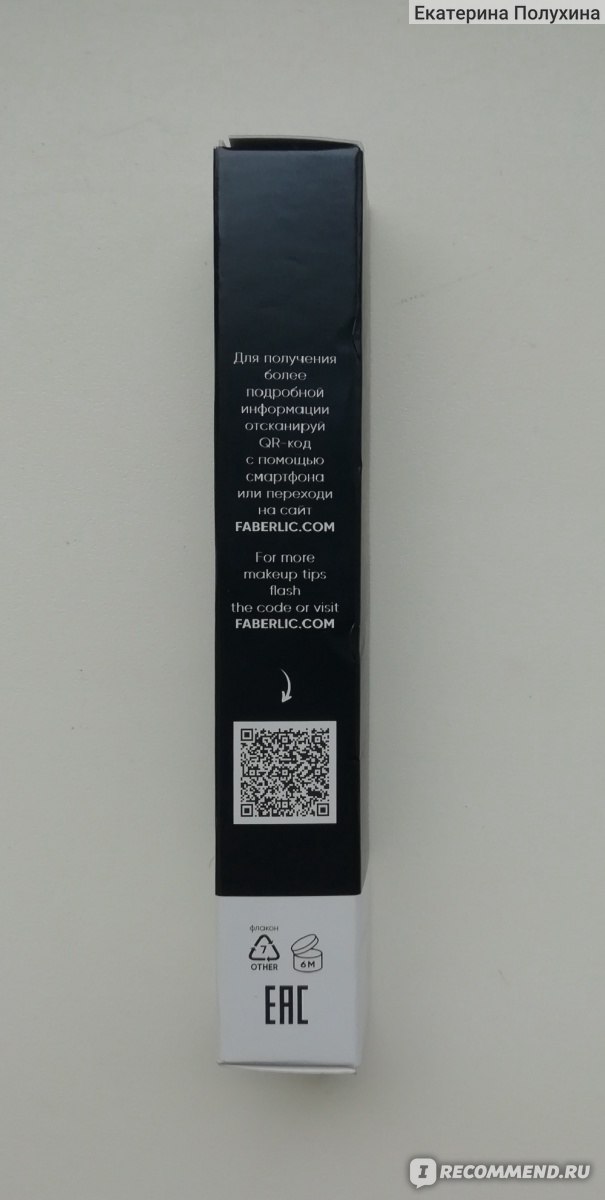 Екатерина Полухина
Для получения
более
подробной
информации
отсканируй
QR-код
с помощью
смартфона
или переходи
на сайт
FABERLIC.COM
For more
makeup tips
flash
the code or visit
FABERLIC.COM
флакон
7
OTHER
6M
EAC
I RECOMMEND.RU